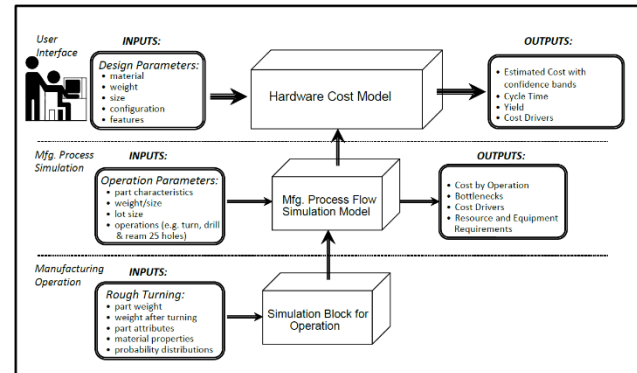 User
Interface
INPUTS:
Design Parameters:
• material
• weight
• size
• configuration
• features
Hardware Cost Model
OUTPUTS:
• Estimated Cost with
confidence bands
• Cycle Time
• Yield
• Cost Drivers
Mfg. Process
Simulation
INPUTS:
Operation Parameters:
• part characteristics
• weight/size
• lot size
• operations (e.g. turn, drill
& ream 25 holes)
Mfg. Process Flow
Simulation Model
OUTPUTS:
• Cost by Operation
• Bottlenecks
• Cost Drivers
• Resource and Equipment
Requirements
Manufacturing
Operation
INPUTS:
Rough Turning:
• part weight
• weight after turning
• part attributes
• material properties
• probability distributions
Simulation Block for
Operation